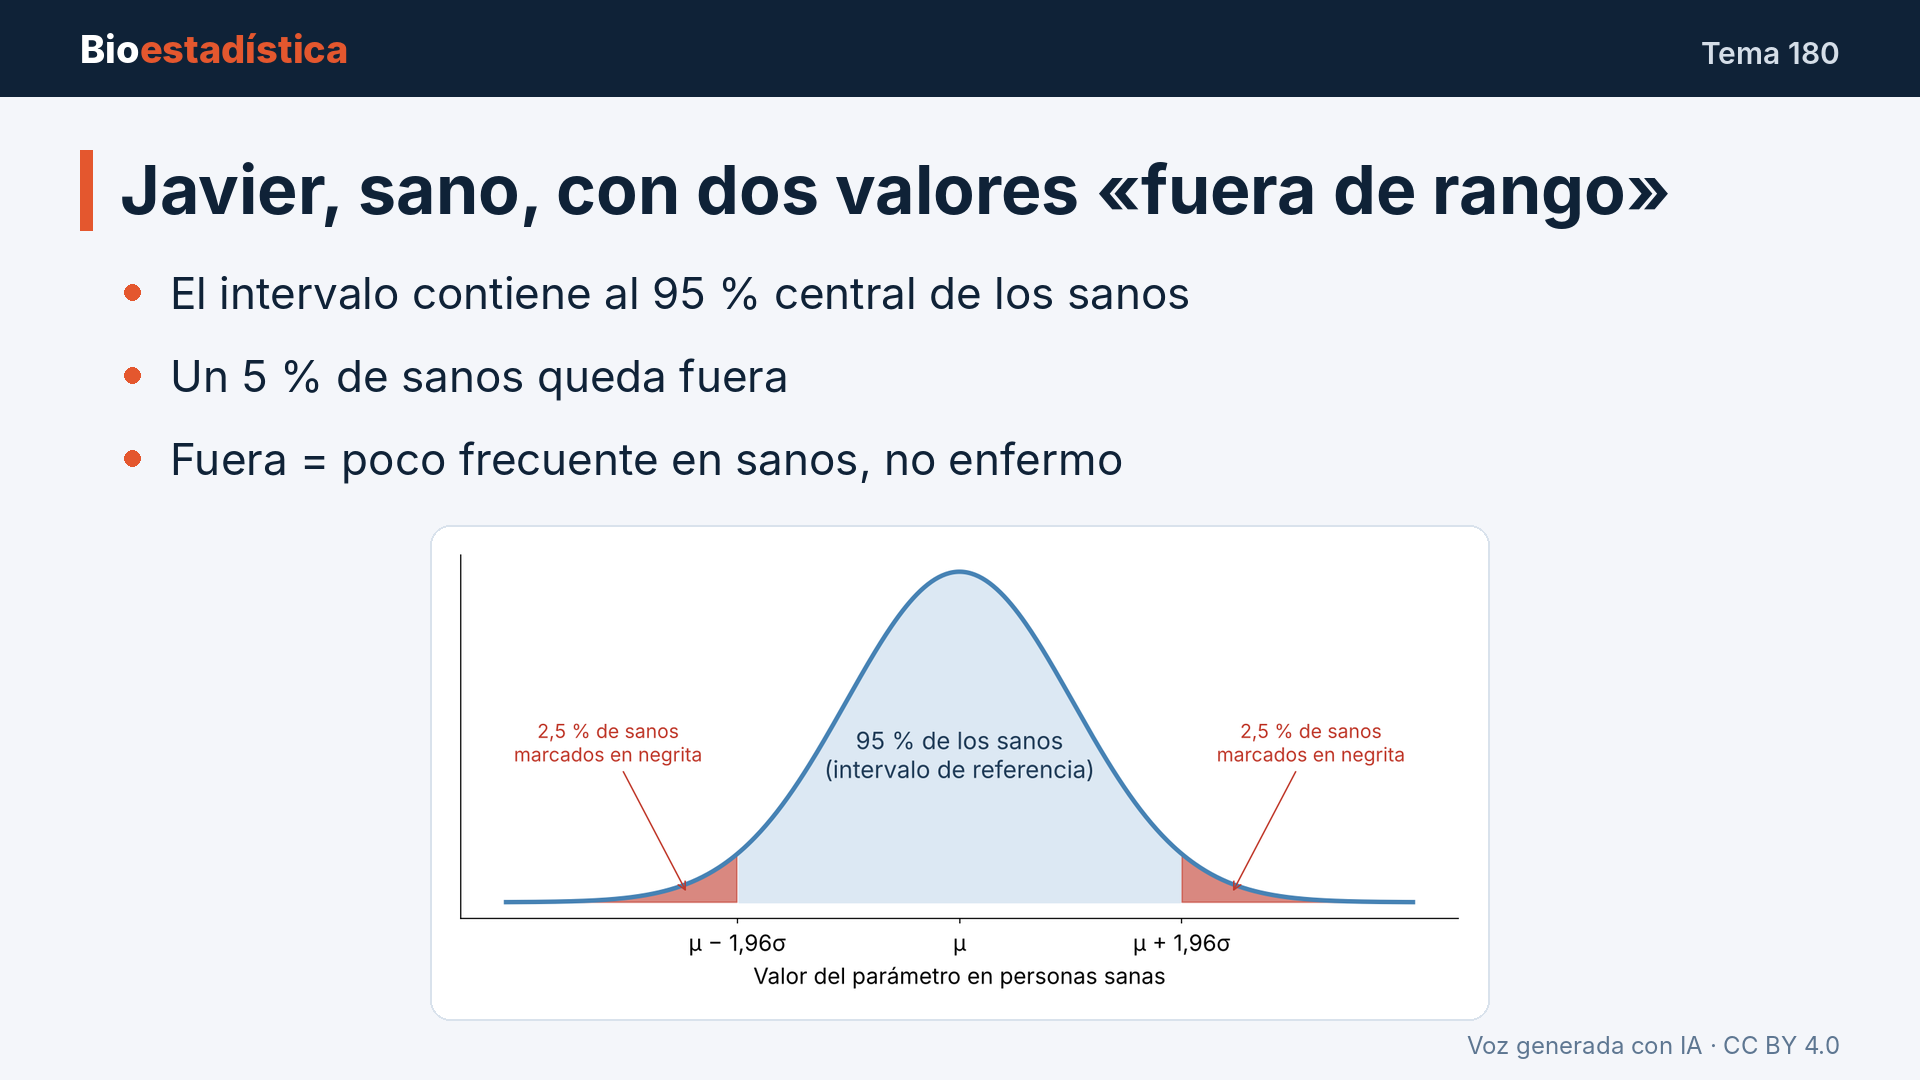 Bioestadística
Tema 180
Javier, sano, con dos valores «fuera de rango»
El intervalo contiene al 95 % central de los sanos
Un 5 % de sanos queda fuera
Fuera = poco frecuente en sanos, no enfermo
2,5 % de sanos
marcados en negrita
95 % de los sanos
(intervalo de referencia)
2,5 % de sanos
marcados en negrita
μ − 1,96σ
μ
μ + 1,96σ
Valor del parámetro en personas sanas
Voz generada con IA · CC BY 4.0